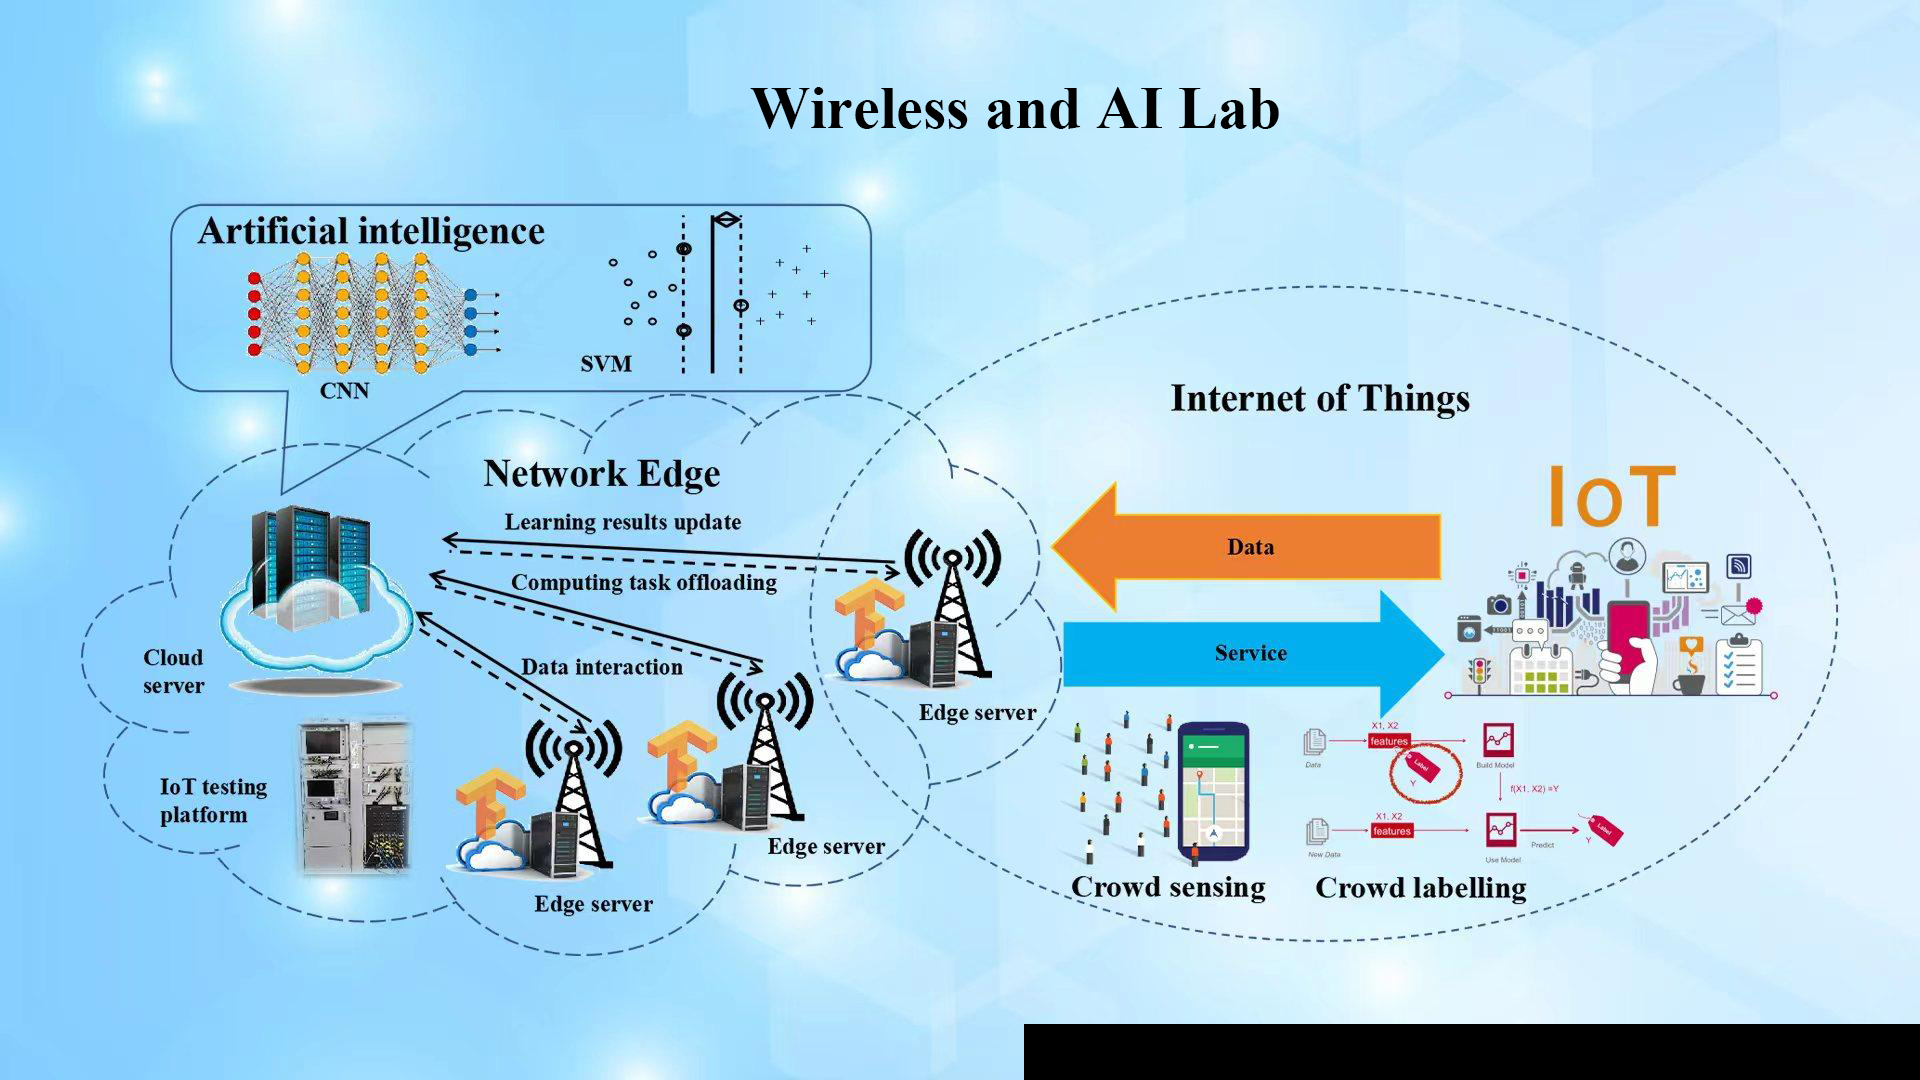 Wireless and AI Lab
Artificial intelligence
CNN
SVM
Network Edge
Learning results update
Computing task offloading
Data interaction
Cloud
server
IoT testing
platform
Edge server
Edge server
Edge server
Internet of Things
IoT
Data
Service
Crowd sensing
Crowd labelling
X1, X2
features
Data
Label
Y
Build Model
f(X1, X2) =Y
X1, X2
features
New Data
Use Model
Predict
Label
Y